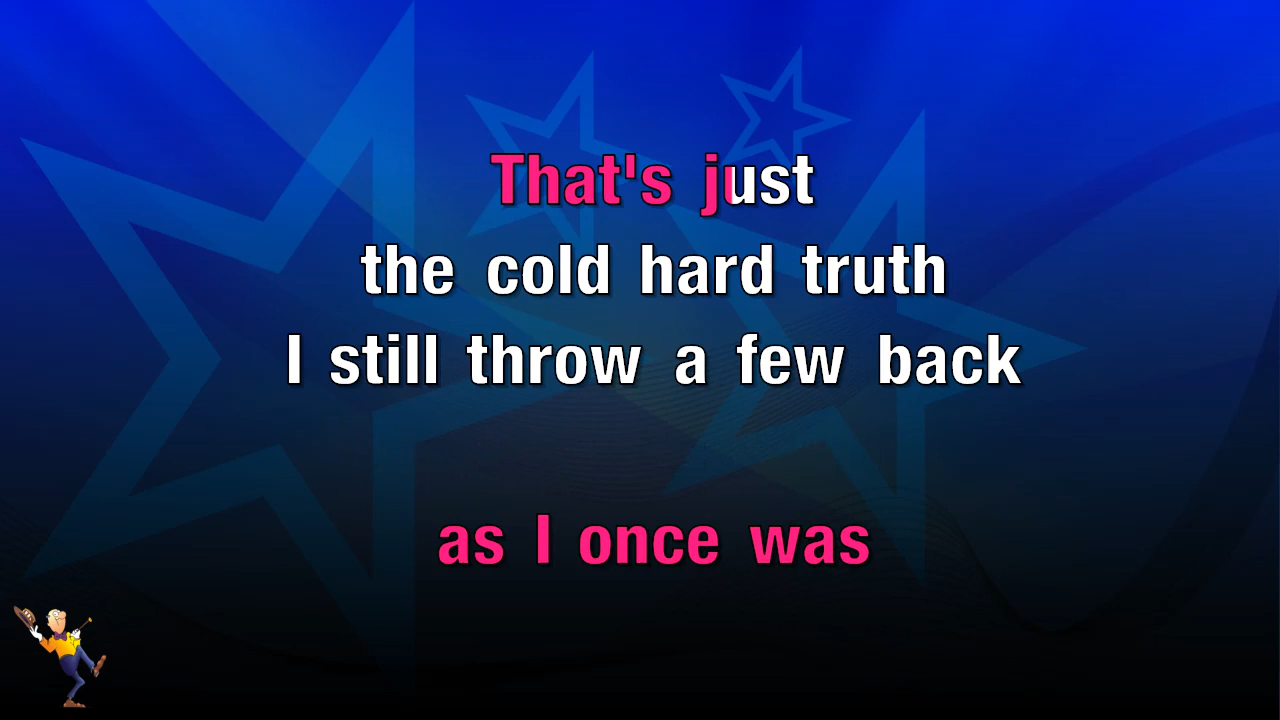 That's just
the cold hard truth
I still throw a few back
as I once was